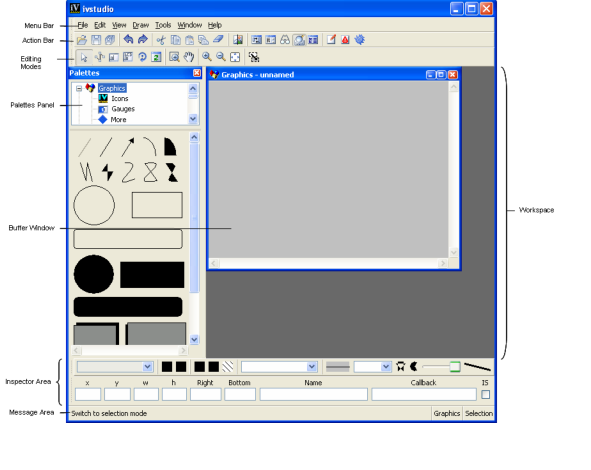 ivstudio
Menu Bar
File Edit View Draw Tools Window Help
Action Bar
Editing
Modes
Palettes
Graphics - unnamed
Graphics
Icons
Gauges
More
Palettes Panel
Workspace
Buffer Window
Inspector Area
x y w h Right Bottom Name Callback IS
Message Area
Switch to selection mode
Graphics Selection